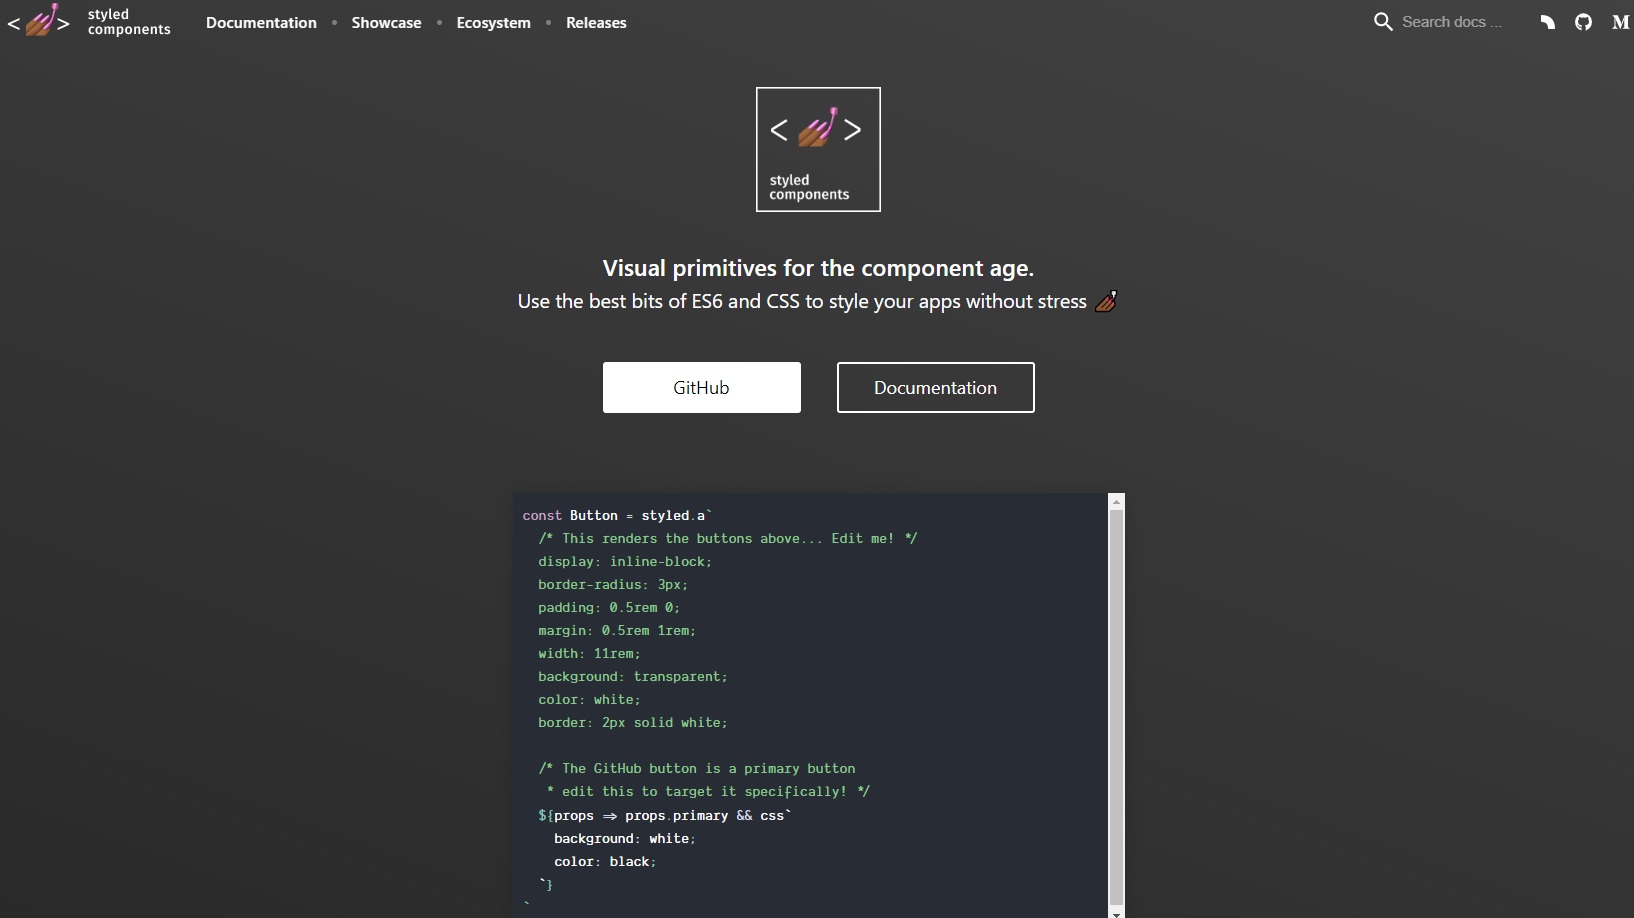 styled
components
Documentation • Showcase • Ecosystem • Releases
Search docs ...
M
< >
styled
components
Visual primitives for the component age.
Use the best bits of ES6 and CSS to style your apps without stress 💅🏾
GitHub
Documentation
const Button = styled.a`
/* This renders the buttons above... Edit me! */
display: inline-block;
border-radius: 3px;
padding: 0.5rem 0;
margin: 0.5rem 1rem;
width: 11rem;
background: transparent;
color: white;
border: 2px solid white;
/* The GitHub button is a primary button
* edit this to target it specifically! */
${props => props.primary && css`
background: white;
color: black;
`}
`